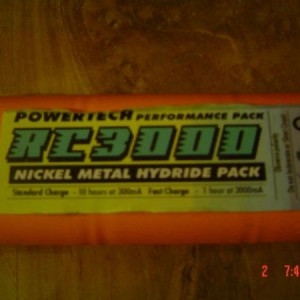 POWERTECH PERFORMANCE PACK
RC3000
NICKEL METAL HYDRIDE PACK
Standard Charge - 10 hours at 300mA Fast Charge - 1 hour at 3000mA
2 7:4